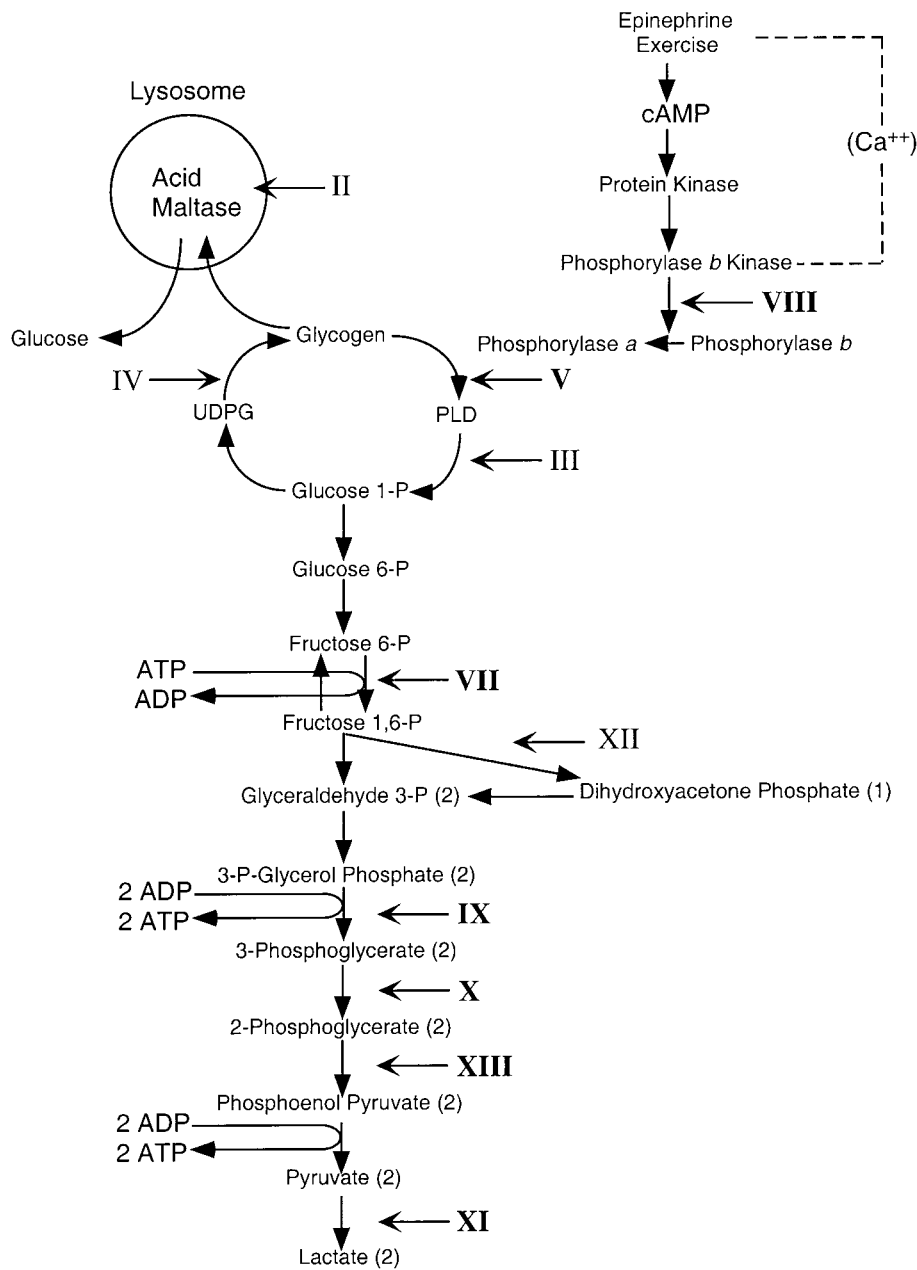 Epinephrine
Exercise
Lysosome
cAMP
(Ca++)
Acid
Maltase
II
Protein Kinase
Phosphorylase b Kinase
VIII
Glucose
Glycogen
Phosphorylase a
Phosphorylase b
IV
V
UDPG
PLD
III
Glucose 1-P
Glucose 6-P
Fructose 6-P
ATP
VII
ADP
Fructose 1,6-P
XII
Glyceraldehyde 3-P (2)
Dihydroxyacetone Phosphate (1)
3-P-Glycerol Phosphate (2)
2 ADP
IX
2 ATP
3-Phosphoglycerate (2)
X
2-Phosphoglycerate (2)
XIII
Phosphoenol Pyruvate (2)
2 ADP
2 ATP
Pyruvate (2)
XI
Lactate (2)